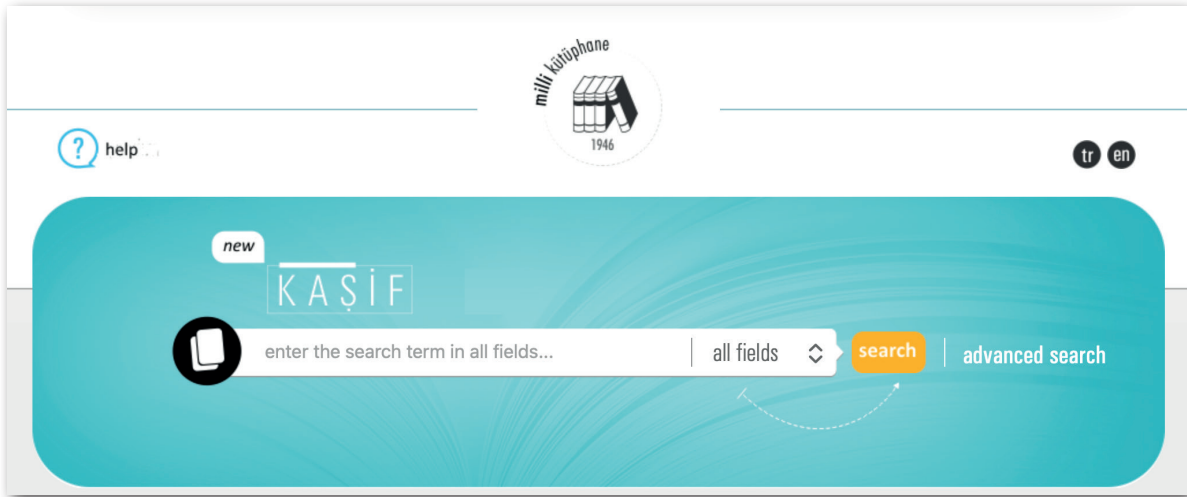 milli kütüphane
1946
help
tr en
new
KAŞİF
enter the search term in all fields... all fields search advanced search